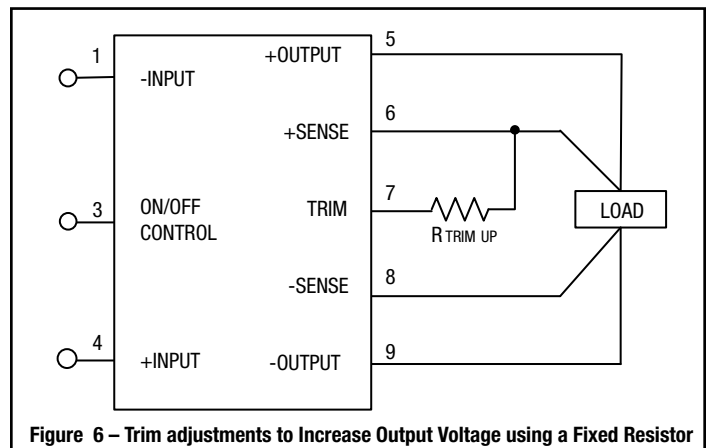 1
-INPUT
3
ON/OFF
CONTROL
4
+INPUT
+OUTPUT
5
+SENSE
6
TRIM
7
R TRIM UP
LOAD
-SENSE
8
-OUTPUT
9
Figure 6 – Trim adjustments to Increase Output Voltage using a Fixed Resistor